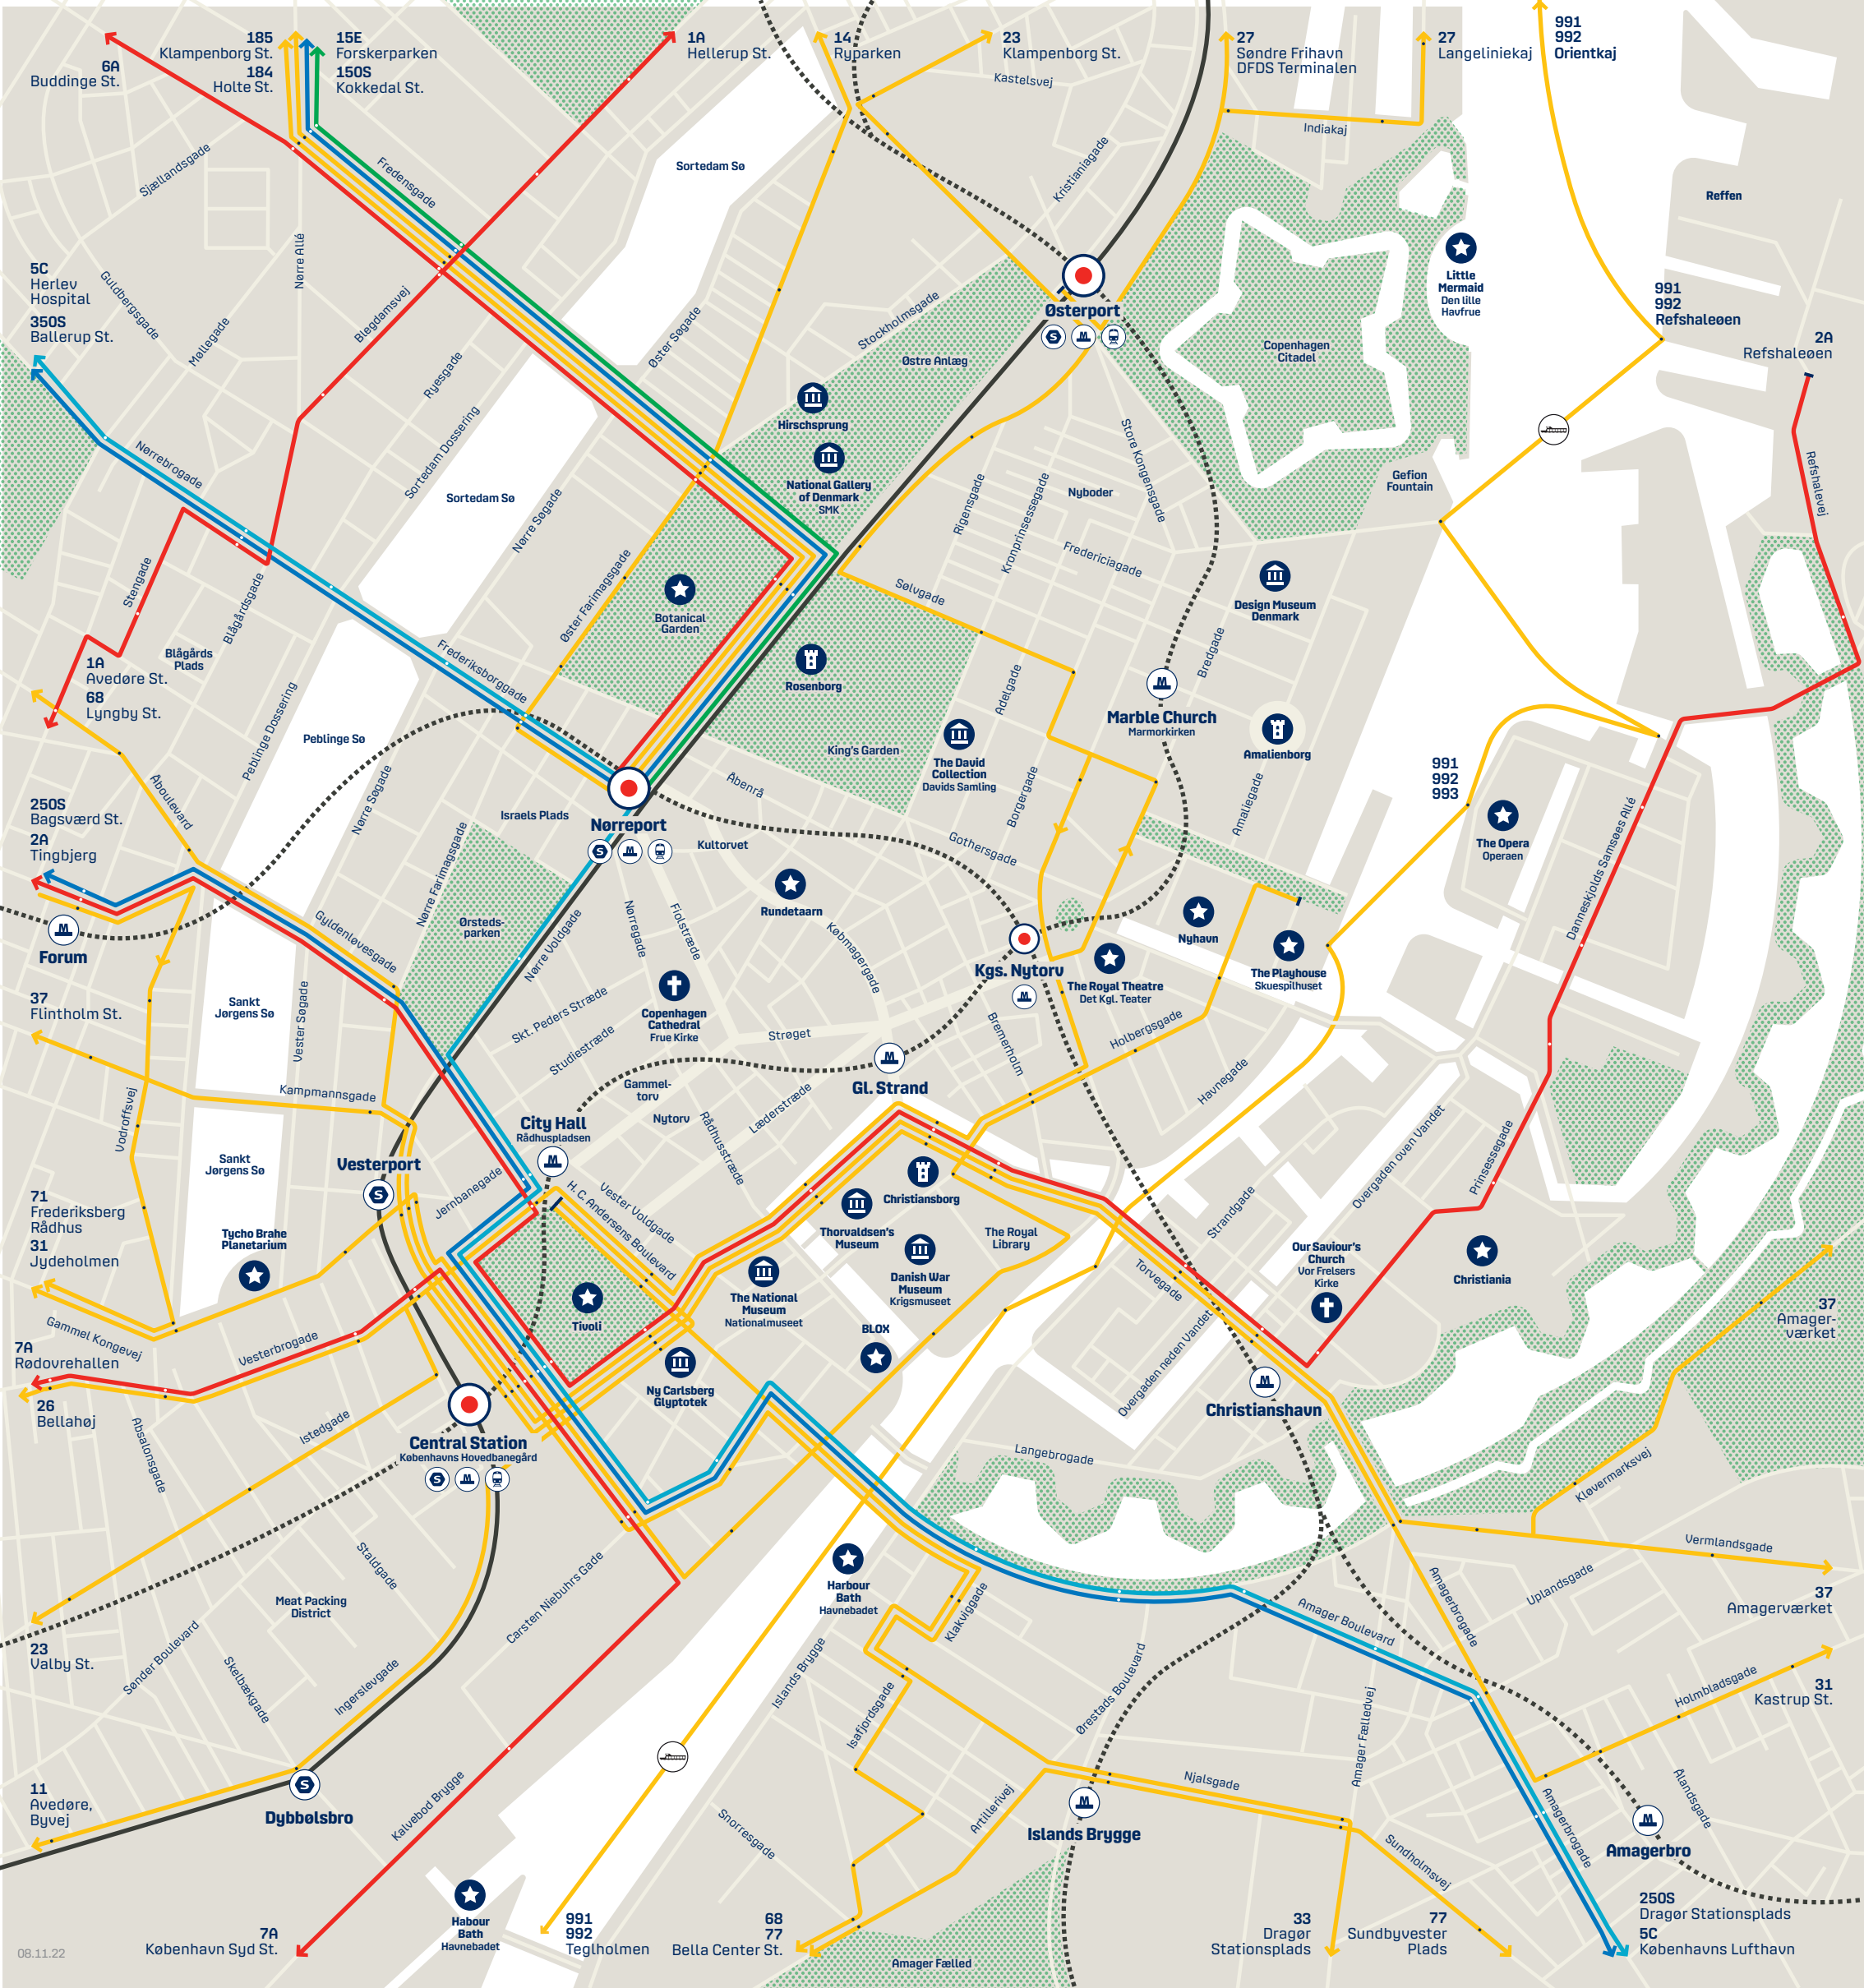 185
Klampenborg St.
184
Holte St.
15E
Forskerparken
150S
Kokkedal St.
6A
Buddinge St.
1A
Hellerup St.
14
Ryparken
23
Klampenborg St.
27
Søndre Frihavn
DFDS Terminalen
27
Langeliniekaj
991
992
Orientkaj
Kastelsvej
Indiakaj
Sjællandsgade
Fredensgade
Sortedam Sø
Kristianiagade
Reffen
Nørre Allé
5C
Herlev
Hospital
350S
Ballerup St.
Guldbergsgade
Møllegade
Blegdamsvej
Ryesgade
Øster Søgade
Stockholmsgade
Østre Anlæg
Østerport
Little
Mermaid
Den lille
Havfrue
Copenhagen
Citadel
991
992
Refshaleøen
2A
Refshaleøen
Refshalevej
Hirschsprung
National Gallery
of Denmark
SMK
Nørrebrogade
Sortedam Dossering
Sortedam Sø
Nørre Søgade
Rigensgade
Kronprinsessegade
Nyboder
Store Kongensgade
Gefion
Fountain
Fredericiagade
Stengade
Blågårdsgade
Blågårds
Plads
Øster Farimagsgade
Botanical
Garden
Sølvgade
Design Museum
Denmark
Rosenborg
Adelgade
Bredgade
Frederiksborggade
1A
Avedøre St.
68
Lyngby St.
Peblinge Dossering
Peblinge Sø
Marble Church
Marmorkirken
Amalienborg
King's Garden
The David
Collection
Davids Samling
991
992
993
Aboulevard
Nørre Søgade
Israels Plads
Nørreport
Åbenrå
Kultorvet
Borgergade
Gothersgade
Amaliegade
The Opera
Operaen
Danneskjolds Samsøes Allé
250S
Bagsværd St.
2A
Tingbjerg
Nørre Farimagsgade
Forum
Gyldenløvesgade
Ørsteds-
parken
Nørre Voldgade
Nørregade
Fiolstræde
Rundetaarn
Købmagergade
Kgs. Nytorv
Nyhavn
The Royal Theatre
Det Kgl. Teater
The Playhouse
Skuespilhuset
37
Flintholm St.
Sankt
Jørgens Sø
Vester Søgade
Skt. Peders Stræde
Studiestræde
Copenhagen
Cathedral
Frue Kirke
Strøget
Gl. Strand
Bremerholm
Holbergsgade
Havnegade
Vodroffsvej
Kampmannsgade
Gammel-
torv
Nytorv
Rådhusstræde
Læderstræde
City Hall
Rådhuspladsen
Sankt
Jørgens Sø
Vesterport
Jernbanegade
H. C. Andersens Boulevard
Vester Voldgade
Thorvaldsen's
Museum
Christiansborg
The Royal
Library
Danish War
Museum
Krigsmuseet
Overgaden oven Vandet
Prinsessegade
Strandgade
71
Frederiksberg
Rådhus
31
Jydeholmen
Tycho Brahe
Planetarium
The National
Museum
Nationalmuseet
Tivoli
BLOX
Torvegade
Our Saviour's
Church
Vor Frelsers
Kirke
Christiania
37
Amager-
værket
Gammel Kongevej
7A
Rødovrehallen
26
Bellahøj
Vesterbrogade
Ny Carlsberg
Glyptotek
Overgaden neden Vandet
Christianshavn
Absalonsgade
Istedgade
Central Station
Københavns Hovedbanegård
Langebrogade
Kløvermarksvej
Vermlandsgade
37
Amagerværket
Staldgade
Meat Packing
District
Carsten Niebuhrs Gade
Harbour
Bath
Havnebadet
Klakviggade
Amager Boulevard
Amagerbrogade
Uplandsgade
23
Valby St.
Sønder Boulevard
Skelbækgade
Ingerslevgade
Islands Brygge
Isafjordsgade
Ørestads Boulevard
Amager Fælledvej
Holmbladsgade
31
Kastrup St.
11
Avedøre,
Byvej
Dybbølsbro
Kalvebod Brygge
Snorresgade
Artillerivej
Njalsgade
Islands Brygge
Sundholmsvej
Amagerbrogade
Ålandsgade
Amagerbro
7A
København Syd St.
Habour
Bath
Havnebadet
991
992
Teglholmen
68
77
Bella Center St.
Amager Fælled
33
Dragør
Stationsplads
77
Sundbyvester
Plads
250S
Dragør Stationsplads
5C
Københavns Lufthavn
08.11.22